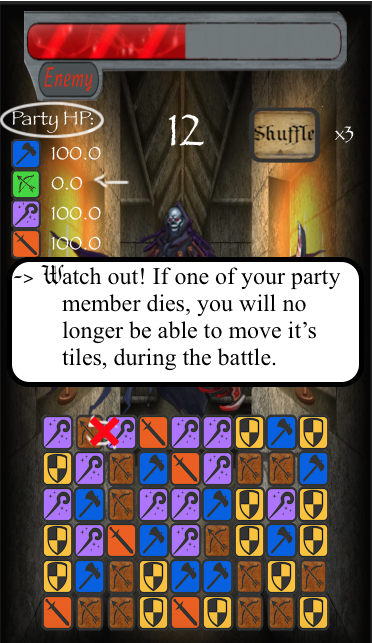 Enemy
Party HP:
12
Shuffle
x3
100.0
0.0
100.0
100.0
-> Watch out! If one of your party
member dies, you will no
longer be able to move it's
tiles, during the battle.